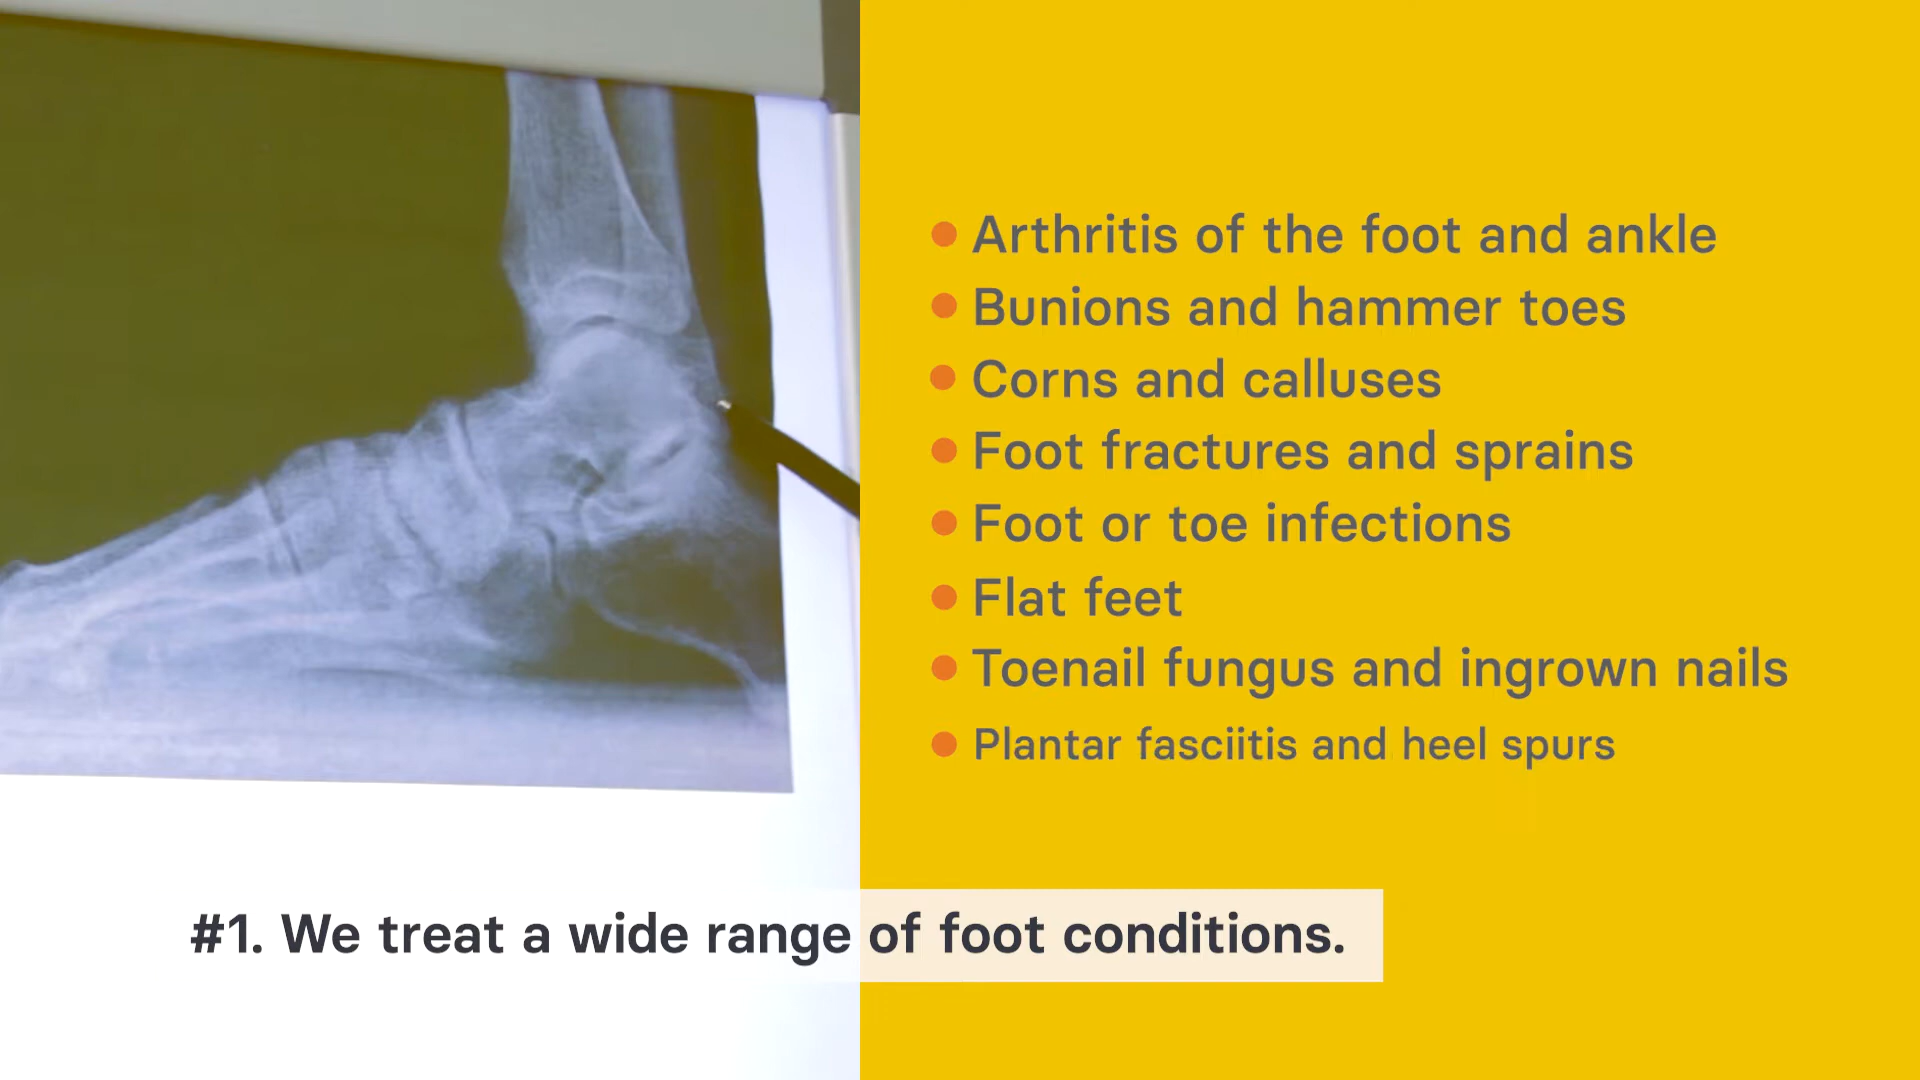 Arthritis of the foot and ankle
Bunions and hammer toes
Corns and calluses
Foot fractures and sprains
Foot or toe infections
Flat feet
Toenail fungus and ingrown nails
Plantar fasciitis and heel spurs
#1. We treat a wide range of foot conditions.